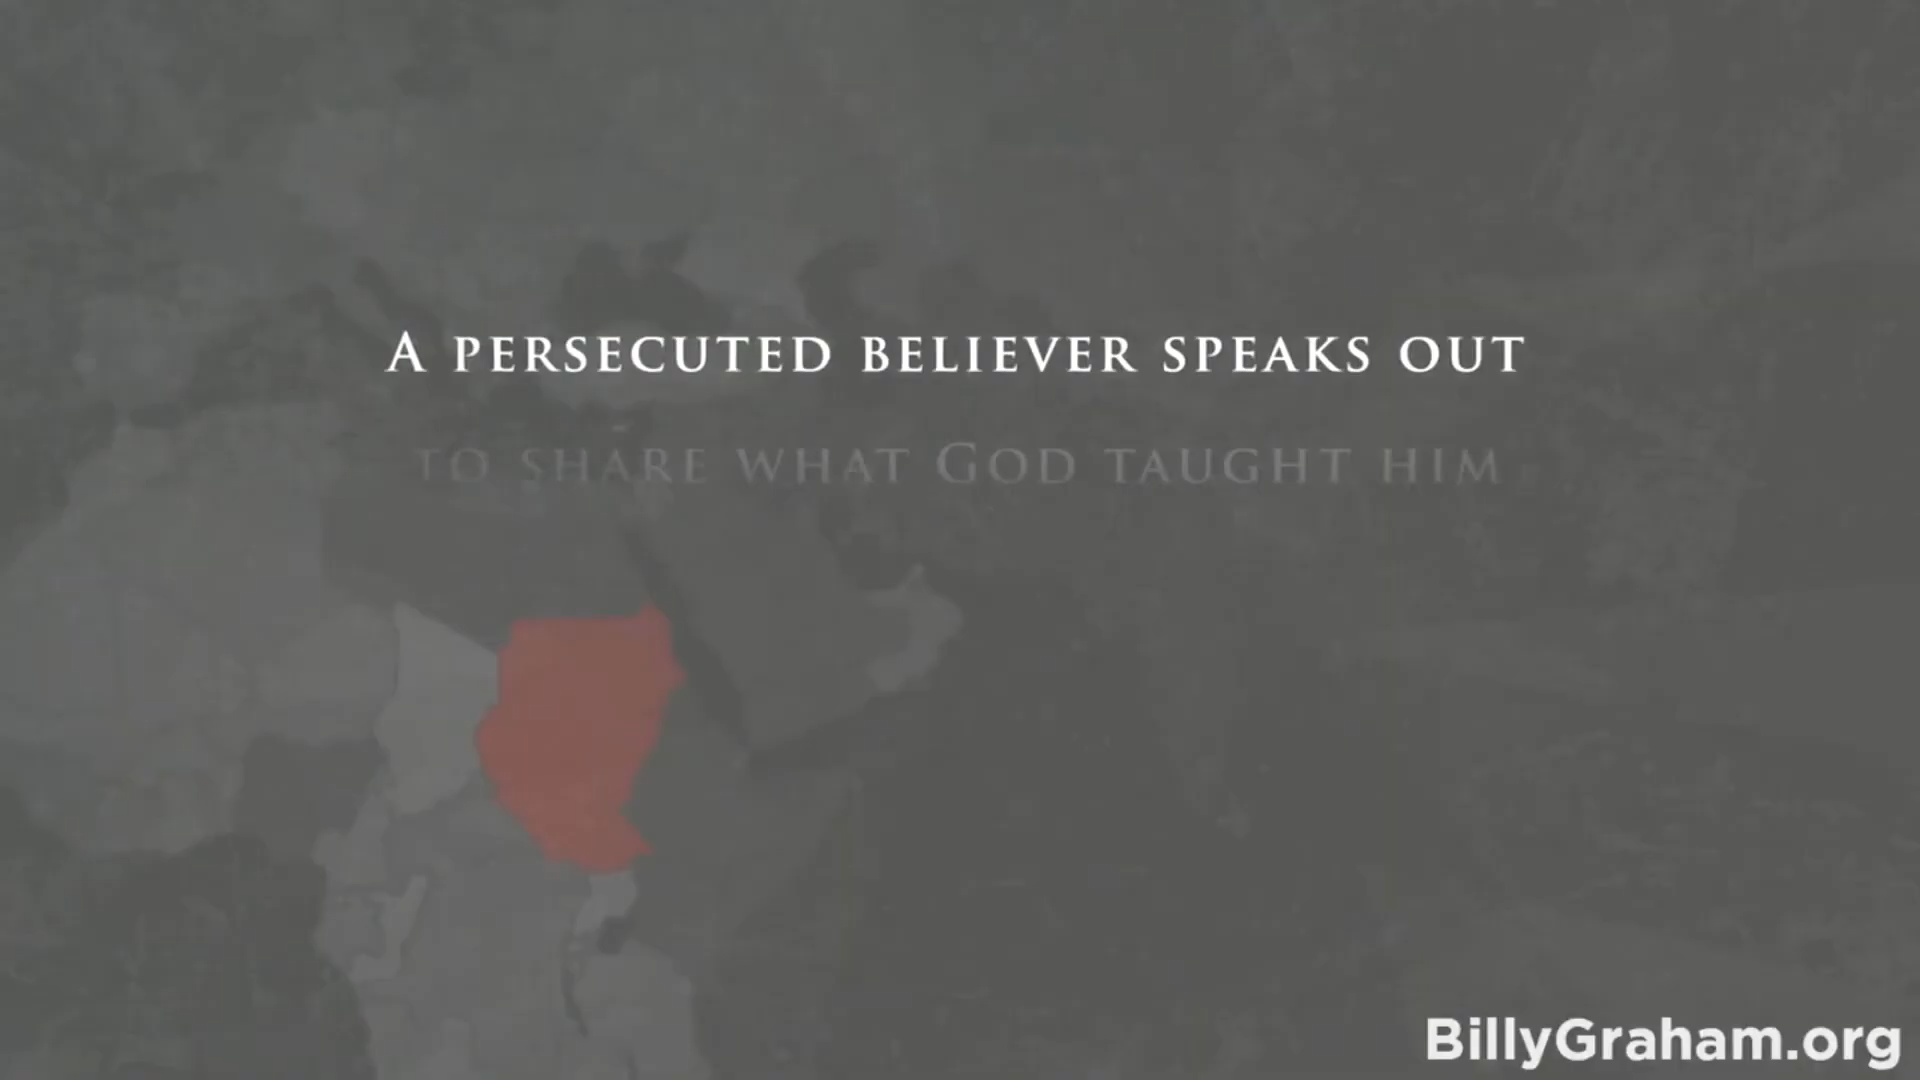 A PERSECUTED BELIEVER SPEAKS OUT
TO SHARE WHAT GOD TAUGHT HIM
BillyGraham.org